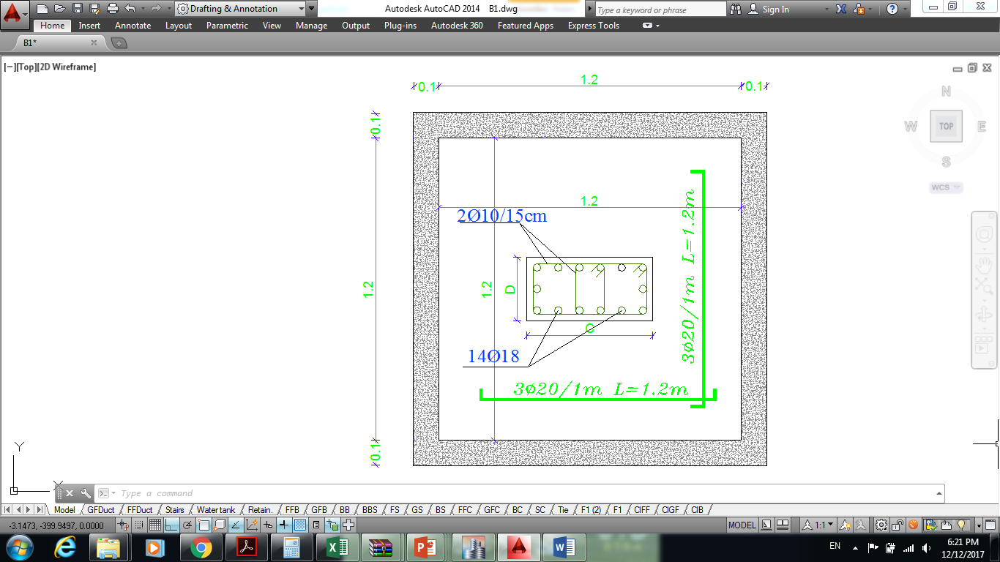 Drafting & Annotation
Autodesk AutoCAD 2014 B1.dwg
Type a keyword or phrase
Sign In
Home Insert Annotate Layout Parametric View Manage Output Plug-ins Autodesk 360 Featured Apps Express Tools
B1*
[−][Top][2D Wireframe]
0.1 1.2 0.1
0.1
N
W TOP E
S
WCS
1.2
2Ø10/15cm
3ø20/1m L=1.2m
1.2
1.2
D
C
14Ø18
3ø20/1m L=1.2m
0.1
Y
X
Type a command
Model GFDuct FFDuct Stairs Water tank Retain. FFB GFB BB BBS FS GS BS FFC GFC BC SC Tie F1 (2) F1 CIFF CIGF CIB
-3.1473, -399.9497, 0.0000
MODEL
1:1
EN
6:21 PM
12/12/2017